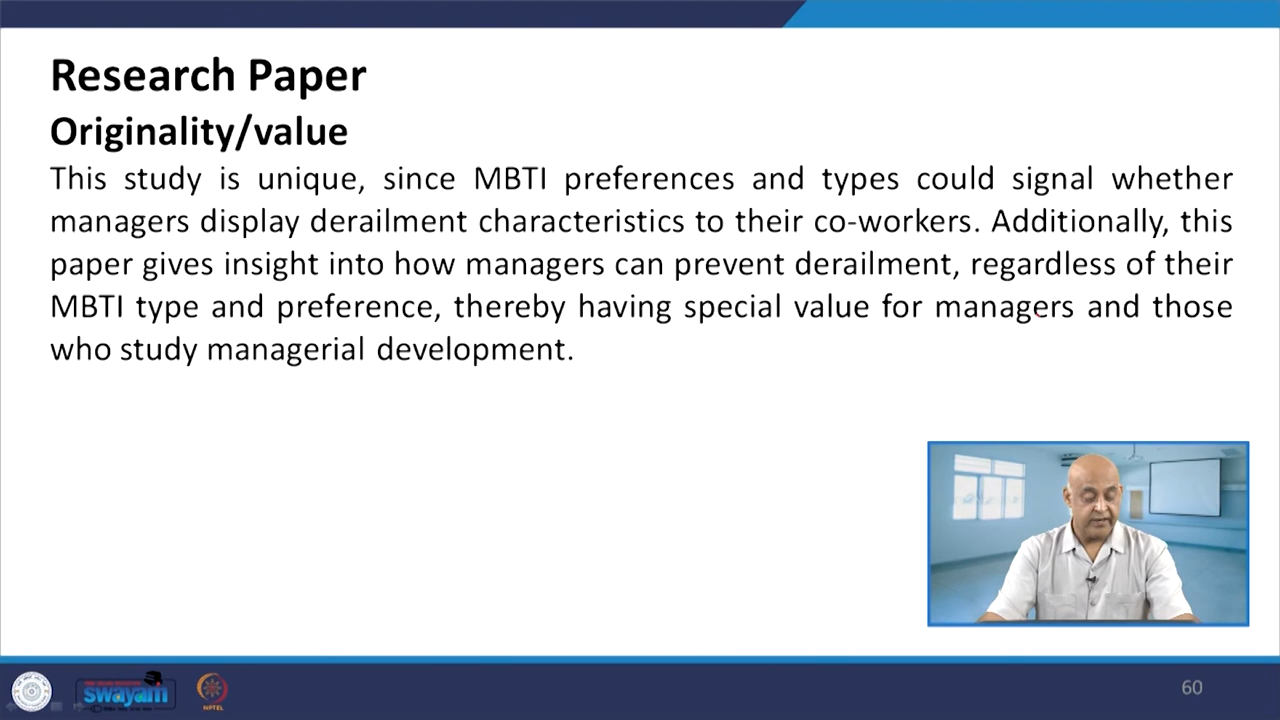 Research Paper
Originality/value
This study is unique, since MBTI preferences and types could signal whether
managers display derailment characteristics to their co-workers. Additionally, this
paper gives insight into how managers can prevent derailment, regardless of their
MBTI type and preference, thereby having special value for managers and those
who study managerial development.
swayam
NPTEL
60